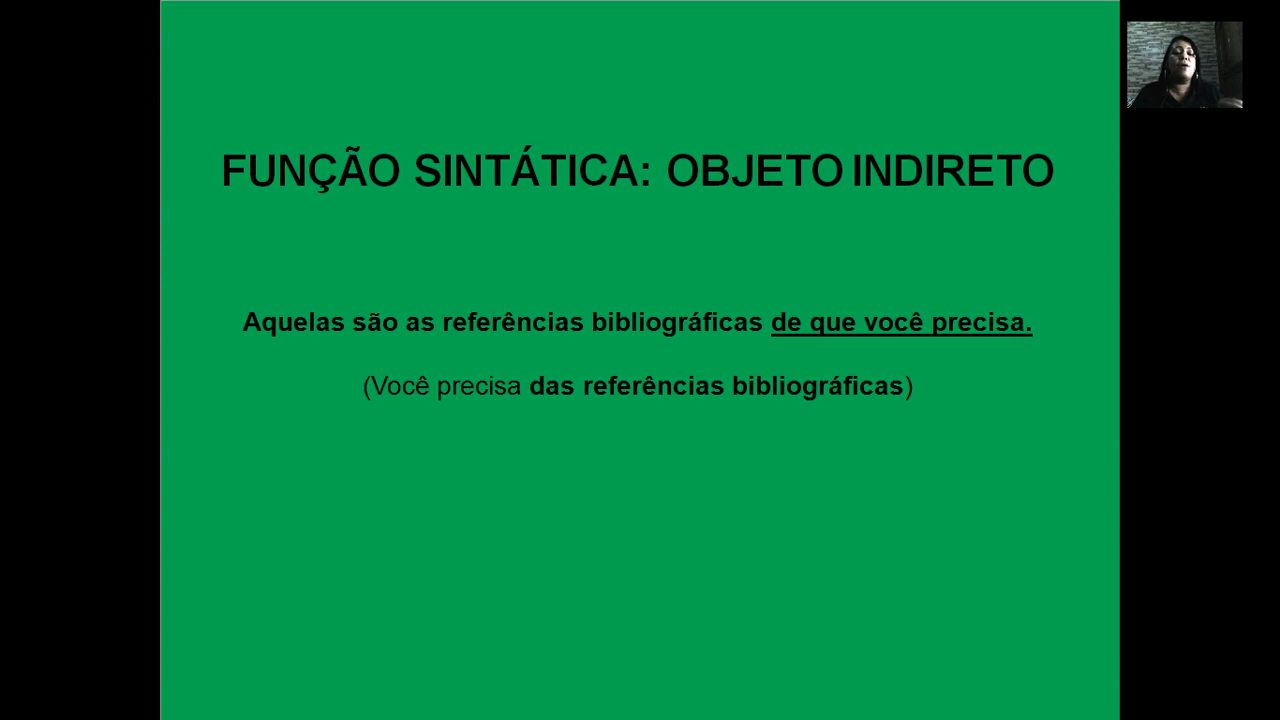 FUNÇÃO SINTÁTICA: OBJETO INDIRETO
Aquelas são as referências bibliográficas de que você precisa.
(Você precisa das referências bibliográficas)